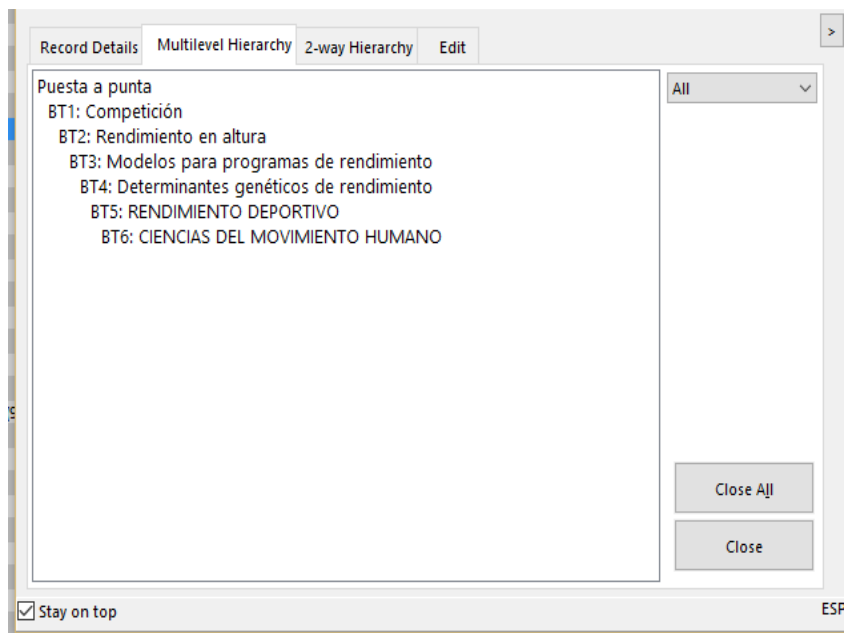 Record Details Multilevel Hierarchy 2-way Hierarchy Edit
>
Puesta a punta
BT1: Competición
BT2: Rendimiento en altura
BT3: Modelos para programas de rendimiento
BT4: Determinantes genéticos de rendimiento
BT5: RENDIMIENTO DEPORTIVO
BT6: CIENCIAS DEL MOVIMIENTO HUMANO
All
Close All
Close
Stay on top
ESP